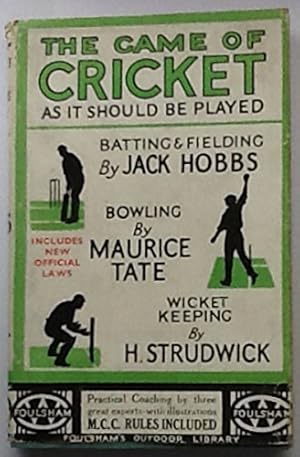 THE GAME OF
CRICKET
AS IT SHOULD BE PLAYED
BATTING & FIELDING
By JACK HOBBS
BOWLING
By
MAURICE
TATE
INCLUDES
NEW
OFFICIAL
LAWS
WICKET
KEEPING
By
H. STRUDWICK
Practical Coaching by three
great experts-with illustrations
M.C.C. RULES INCLUDED
FOULSHAM
FOULSHAM
FOULSHAM'S OUTDOOR LIBRARY